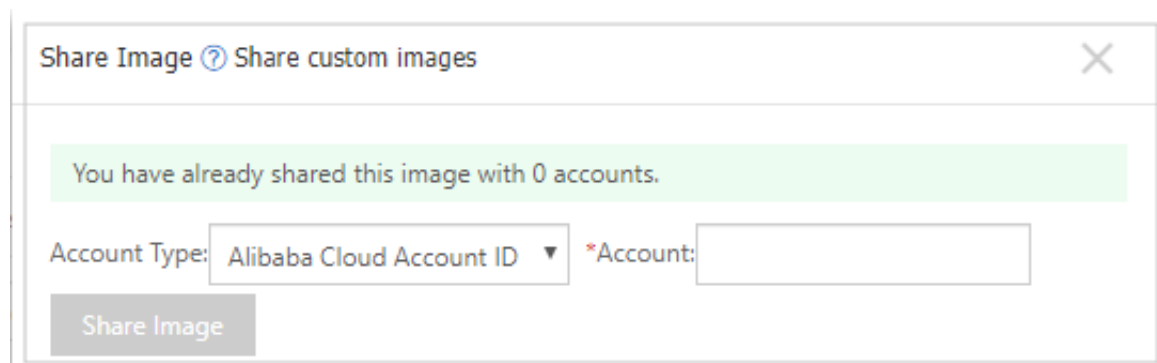 Share Image ? Share custom images
You have already shared this image with 0 accounts.
Account Type: Alibaba Cloud Account ID ▼ *Account:
Share Image